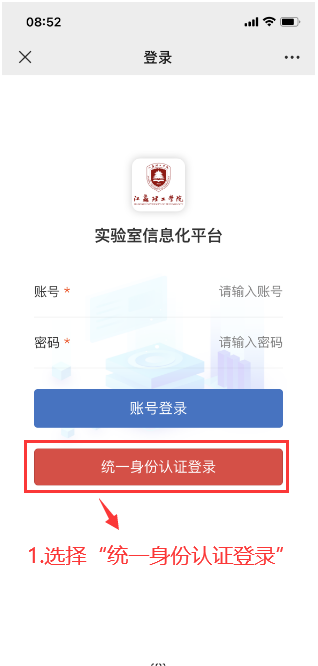 08:52
登录
江苏理工学院
实验室信息化平台
账号 * 请输入账号
密码 * 请输入密码
账号登录
统一身份认证登录
1.选择“统一身份认证登录”